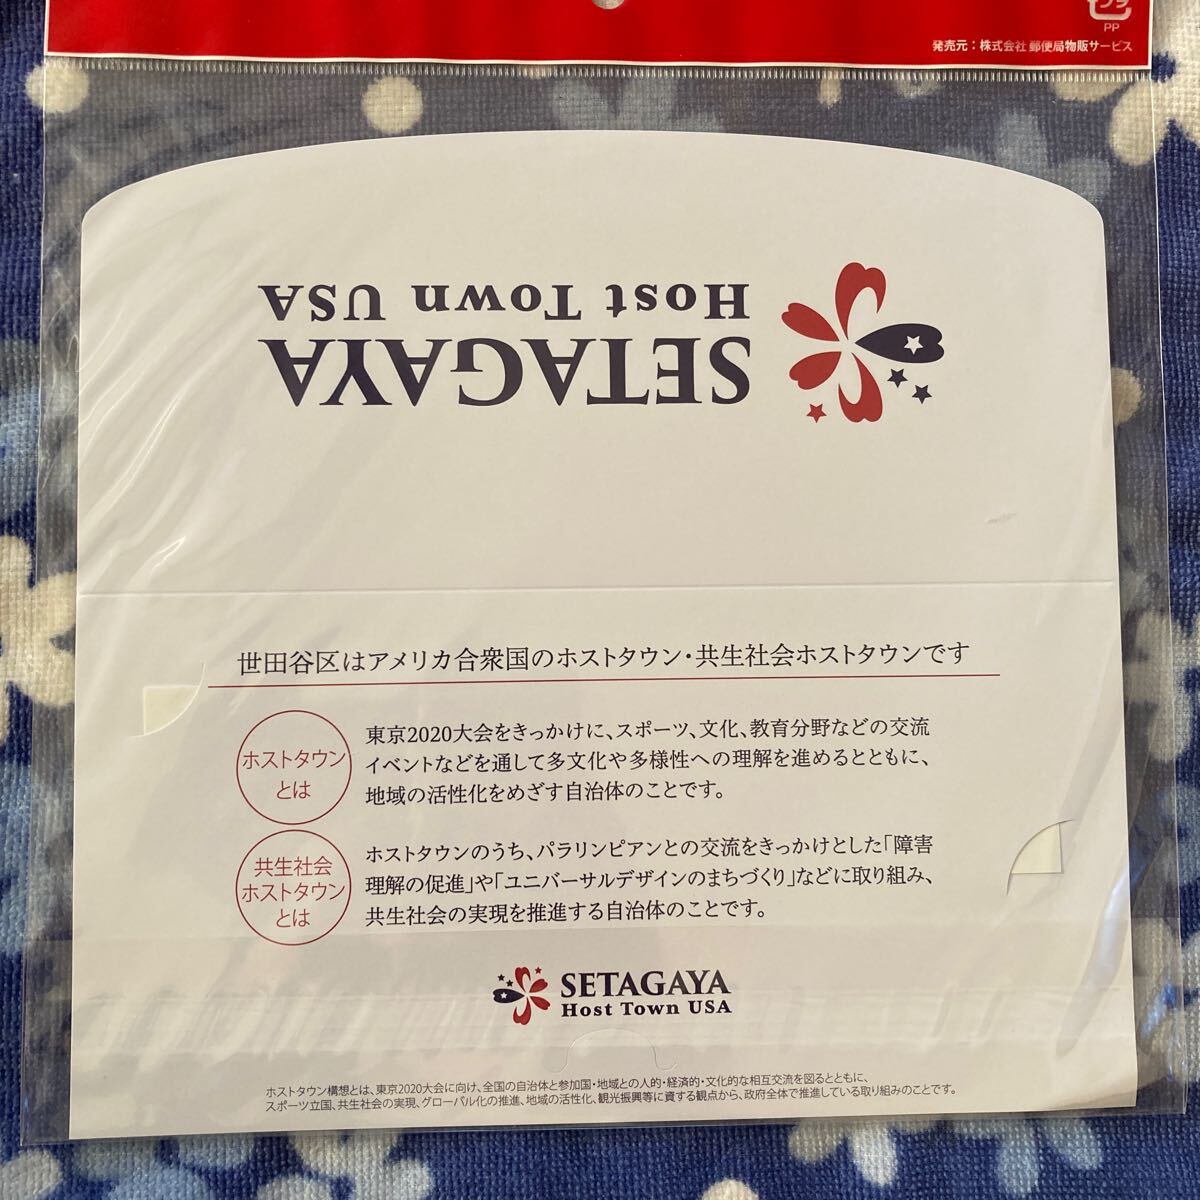 プラ
PP
発売元：株式会社 郵便局物販サービス
SETAGAYA
Host Town USA
世田谷区はアメリカ合衆国のホストタウン・共生社会ホストタウンです
ホストタウン
とは
東京2020大会をきっかけに、スポーツ、文化、教育分野などの交流
イベントなどを通して多文化や多様性への理解を進めるとともに、
地域の活性化をめざす自治体のことです。
共生社会
ホストタウン
とは
ホストタウンのうち、パラリンピアンとの交流をきっかけとした「障害
理解の促進」や「ユニバーサルデザインのまちづくり」などに取り組み、
共生社会の実現を推進する自治体のことです。
SETAGAYA
Host Town USA
ホストタウン構想とは、東京2020大会に向け、全国の自治体と参加国・地域との人的・経済的・文化的な相互交流を図るとともに、
スポーツ立国、共生社会の実現、グローバル化の推進、地域の活性化、観光振興等に資する観点から、政府全体で推進している取り組みのことです。